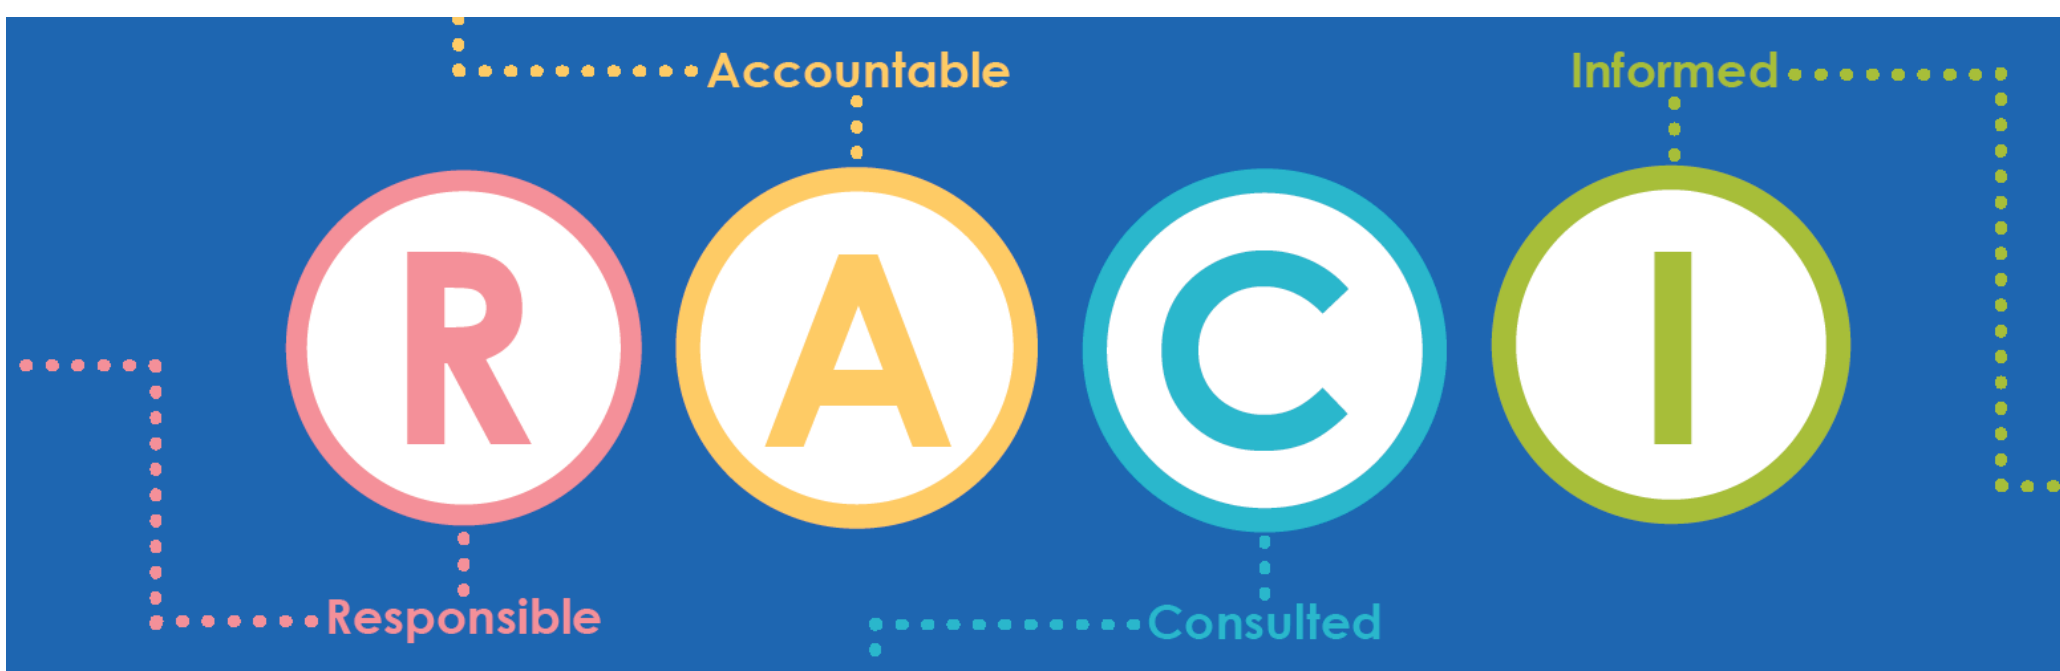 Accountable
Informed
R A C I
Responsible
Consulted